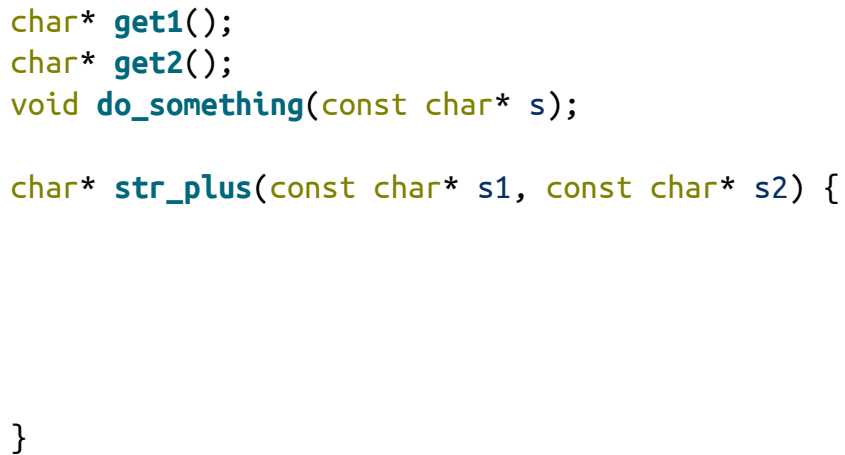 char* get1();
char* get2();
void do_something(const char* s);
char* str_plus(const char* s1, const char* s2) {
}